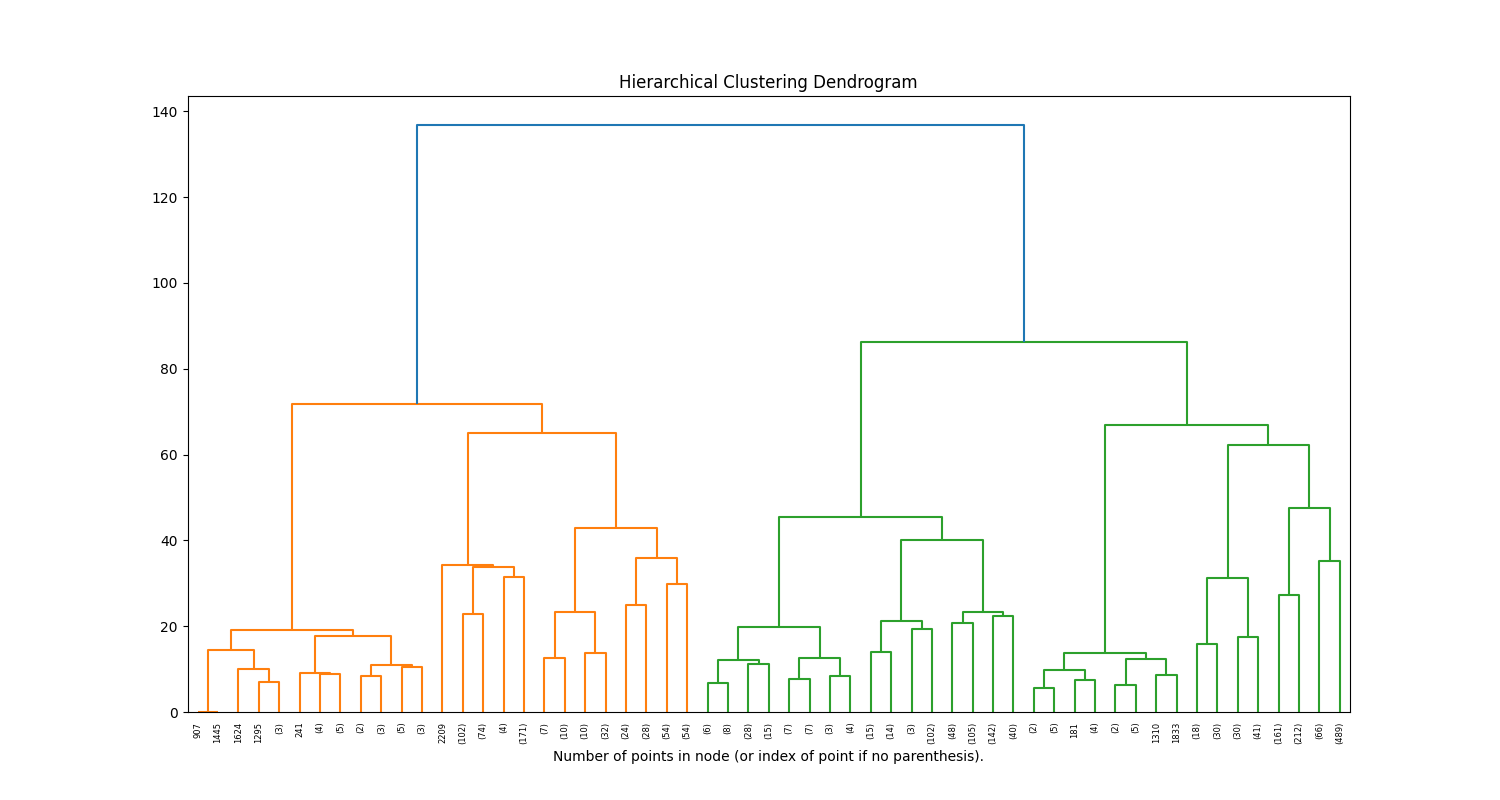 Hierarchical Clustering Dendrogram
140
120
100
80
60
40
20
0
907 1445 1624 1295 (3) 241 (4) (5) (2) (3) (5) (3) 2209 (102) (74) (4) (171) (7) (10) (10) (32) (24) (28) (54) (54) (6) (8) (28) (15) (7) (7) (3) (4) (15) (14) (3) (102) (48) (105) (142) (40) (2) (5) 181 (4) (2) (5) 1310 1833 (18) (30) (30) (41) (161) (212) (66) (489)
Number of points in node (or index of point if no parenthesis).